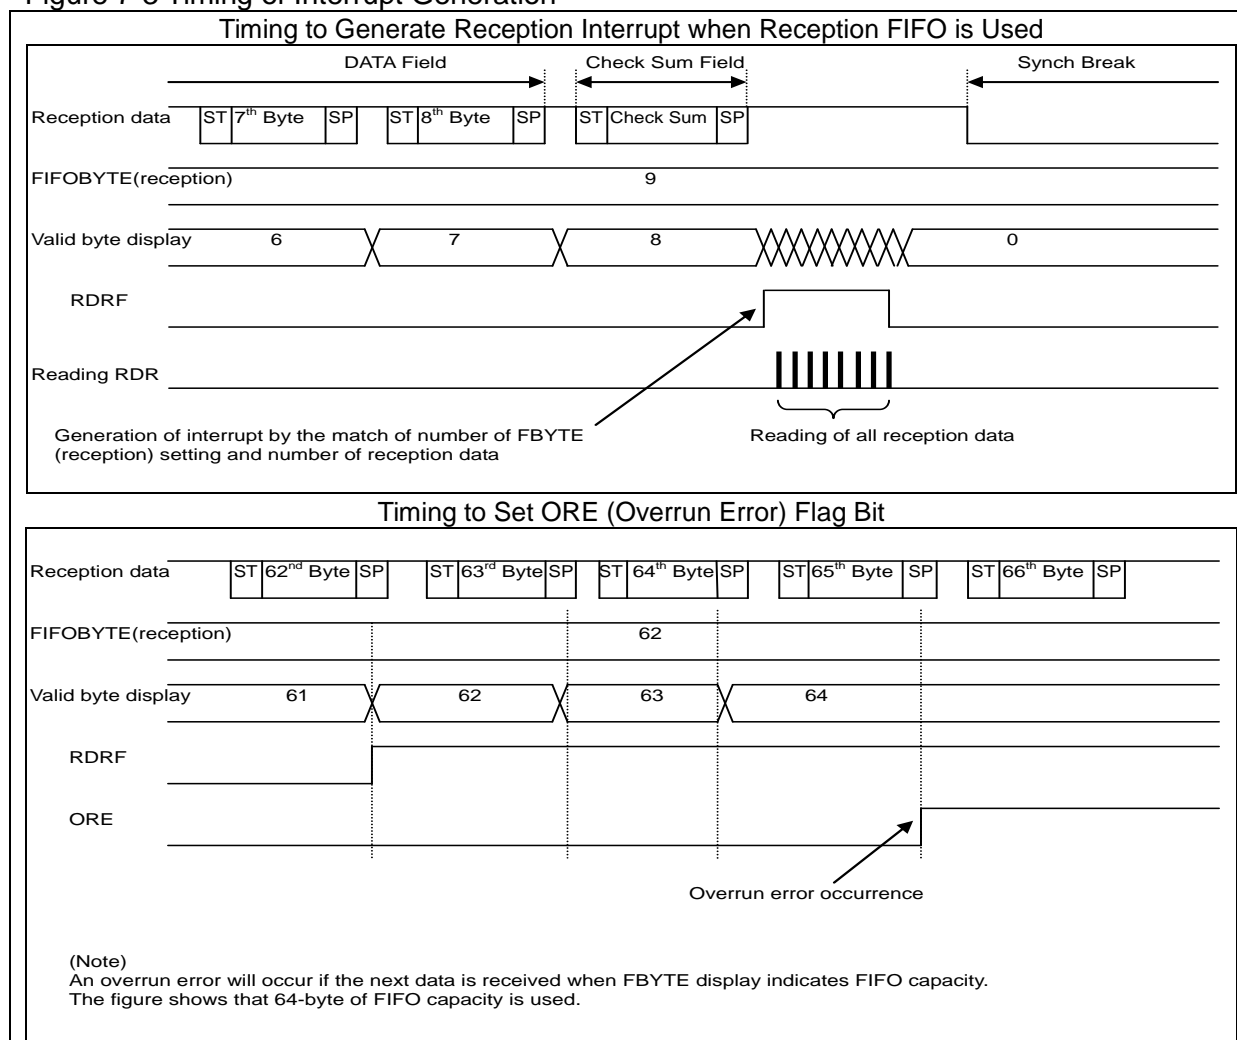 Timing to Generate Reception Interrupt when Reception FIFO is Used
DATA Field Check Sum Field Synch Break
Reception data ST 7th Byte SP ST 8th Byte SP ST Check Sum SP
FIFOBYTE(reception) 9
Valid byte display 6 7 8 0
RDRF
Reading RDR
Generation of interrupt by the match of number of FBYTE
(reception) setting and number of reception data
Reading of all reception data
Timing to Set ORE (Overrun Error) Flag Bit
Reception data ST 62nd Byte SP ST 63rd Byte SP ST 64th Byte SP ST 65th Byte SP ST 66th Byte SP
FIFOBYTE(reception) 62
Valid byte display 61 62 63 64
RDRF
ORE
Overrun error occurrence
(Note)
An overrun error will occur if the next data is received when FBYTE display indicates FIFO capacity.
The figure shows that 64-byte of FIFO capacity is used.